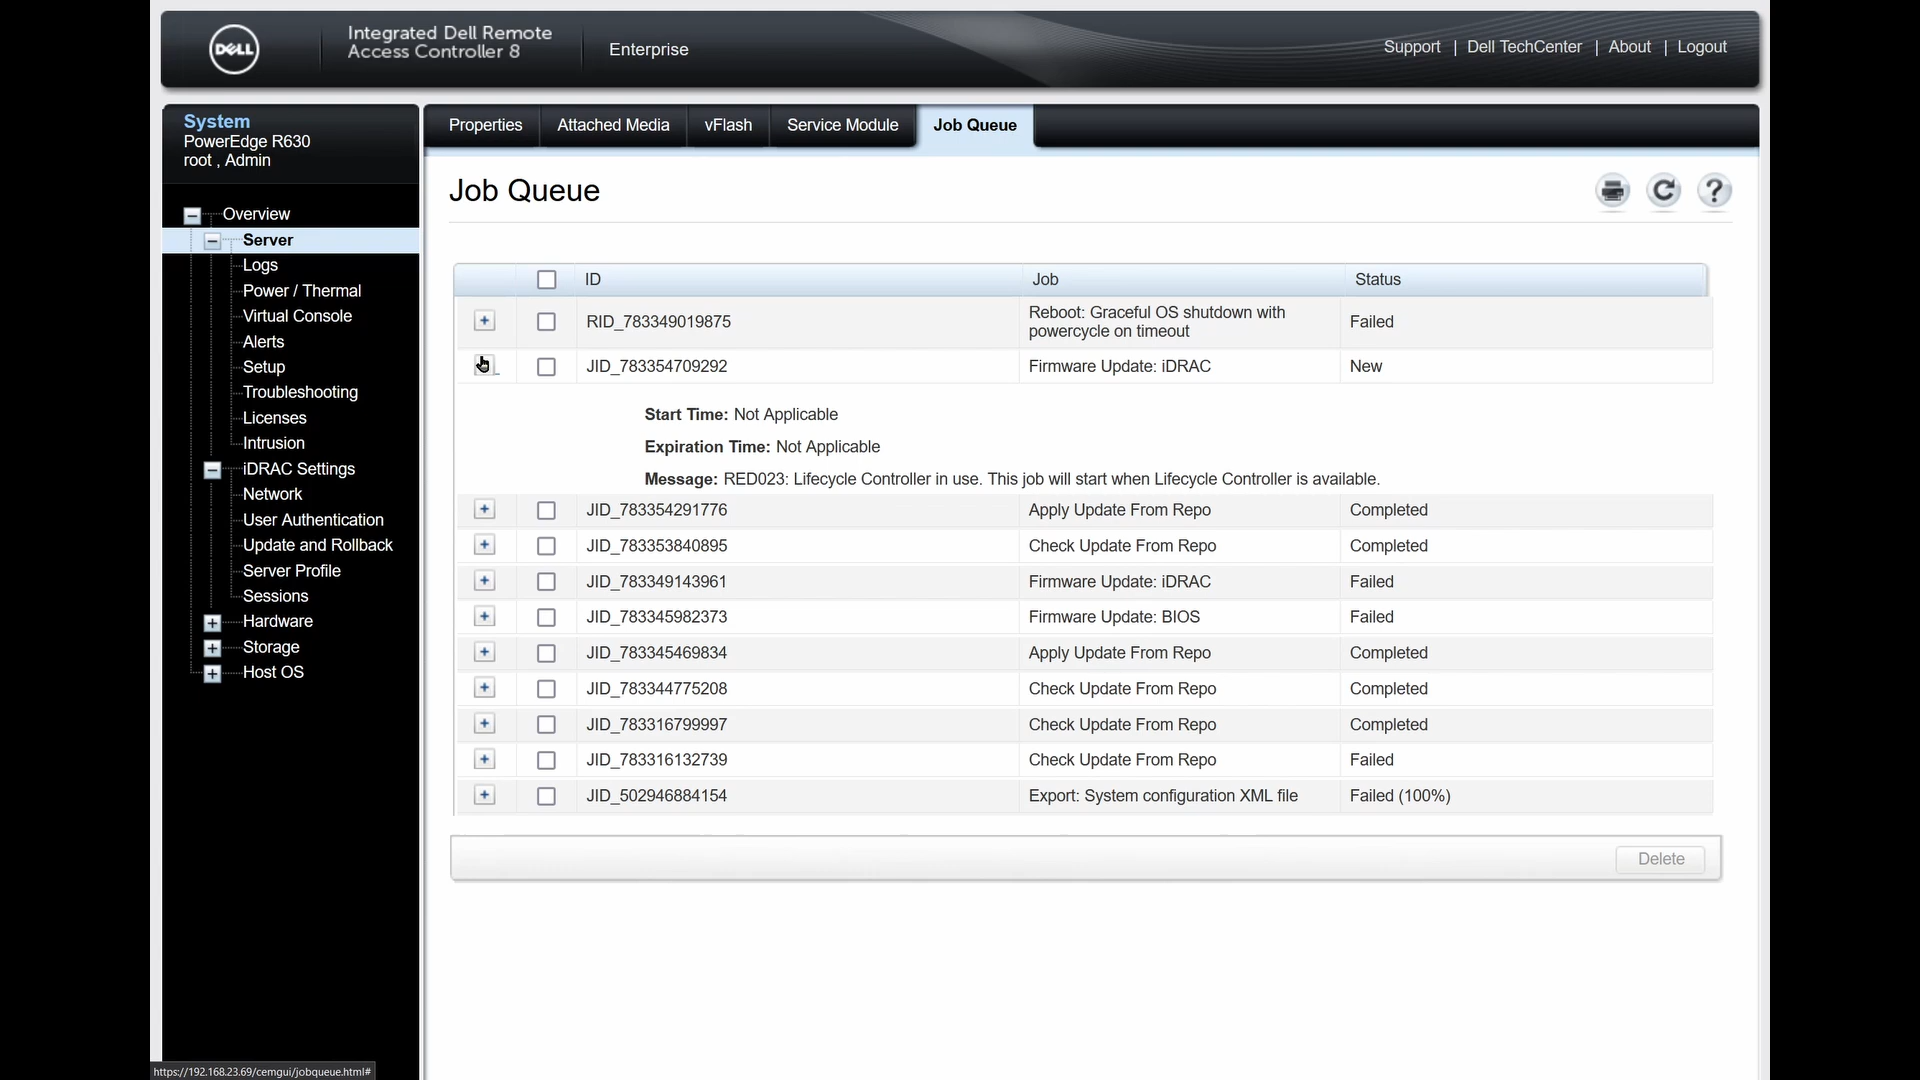 DELL
Integrated Dell Remote
Access Controller 8
Enterprise
Support | Dell TechCenter | About | Logout
System
PowerEdge R630
root , Admin
Overview
Server
Logs
Power / Thermal
Virtual Console
Alerts
Setup
Troubleshooting
Licenses
Intrusion
iDRAC Settings
Network
User Authentication
Update and Rollback
Server Profile
Sessions
Hardware
Storage
Host OS
Properties Attached Media vFlash Service Module Job Queue
Job Queue
ID Job Status
RID_783349019875 Reboot: Graceful OS shutdown with powercycle on timeout Failed
JID_783354709292 Firmware Update: iDRAC New
Start Time: Not Applicable
Expiration Time: Not Applicable
Message: RED023: Lifecycle Controller in use. This job will start when Lifecycle Controller is available.
JID_783354291776 Apply Update From Repo Completed
JID_783353840895 Check Update From Repo Completed
JID_783349143961 Firmware Update: iDRAC Failed
JID_783345982373 Firmware Update: BIOS Failed
JID_783345469834 Apply Update From Repo Completed
JID_783344775208 Check Update From Repo Completed
JID_783316799997 Check Update From Repo Completed
JID_783316132739 Check Update From Repo Failed
JID_502946884154 Export: System configuration XML file Failed (100%)
Delete
https://192.168.23.69/cemgui/jobqueue.html#